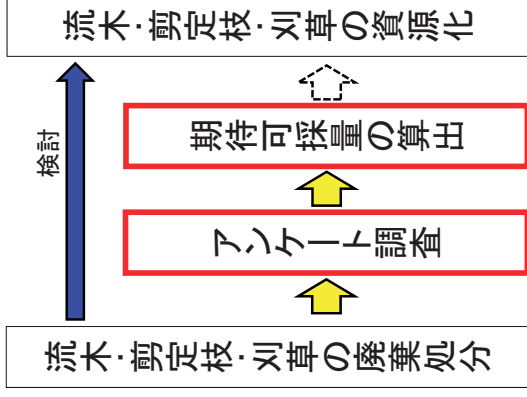 流木・剪定枝・刈草の資源化
検討
期待可採量の算出
アンケート調査
流木・剪定枝・刈草の廃棄処分